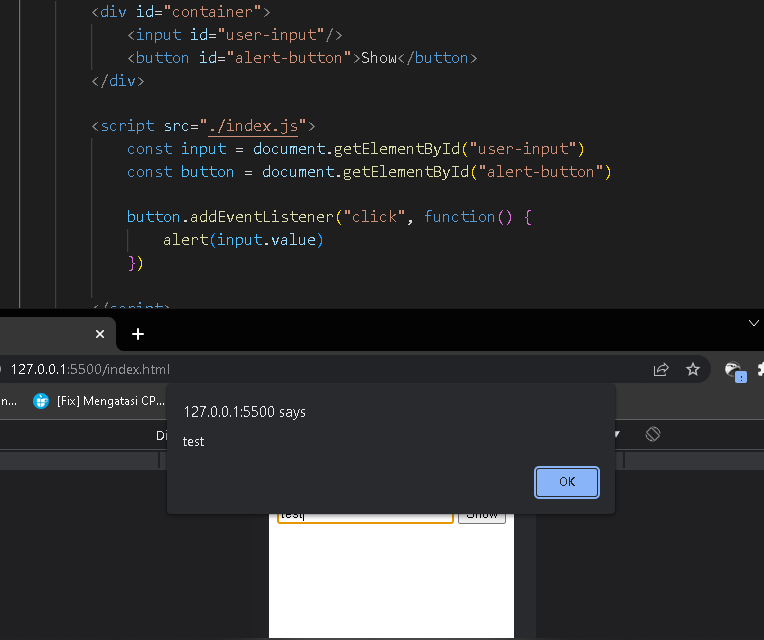 <div id="container">
<input id="user-input"/>
<button id="alert-button">Show</button>
</div>
<script src="./index.js">
const input = document.getElementById("user-input")
const button = document.getElementById("alert-button")
button.addEventListener("click", function() {
alert(input.value)
})
</script>
127.0.0.1:5500/index.html
n... [Fix] Mengatasi CP...
127.0.0.1:5500 says
test
Di
OK
test Show